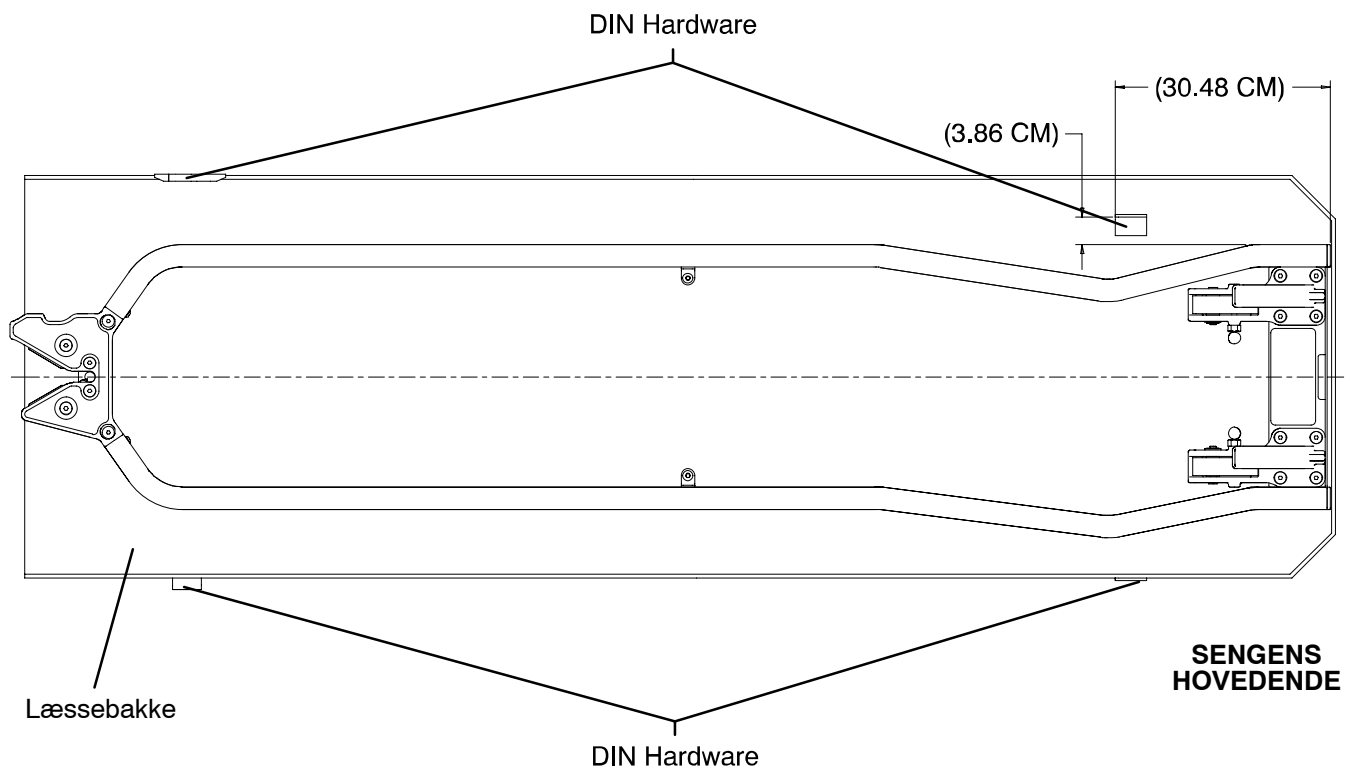 DIN Hardware
(30.48 CM)
(3.86 CM)
SENGENS
HOVEDENDE
Læssebakke
DIN Hardware